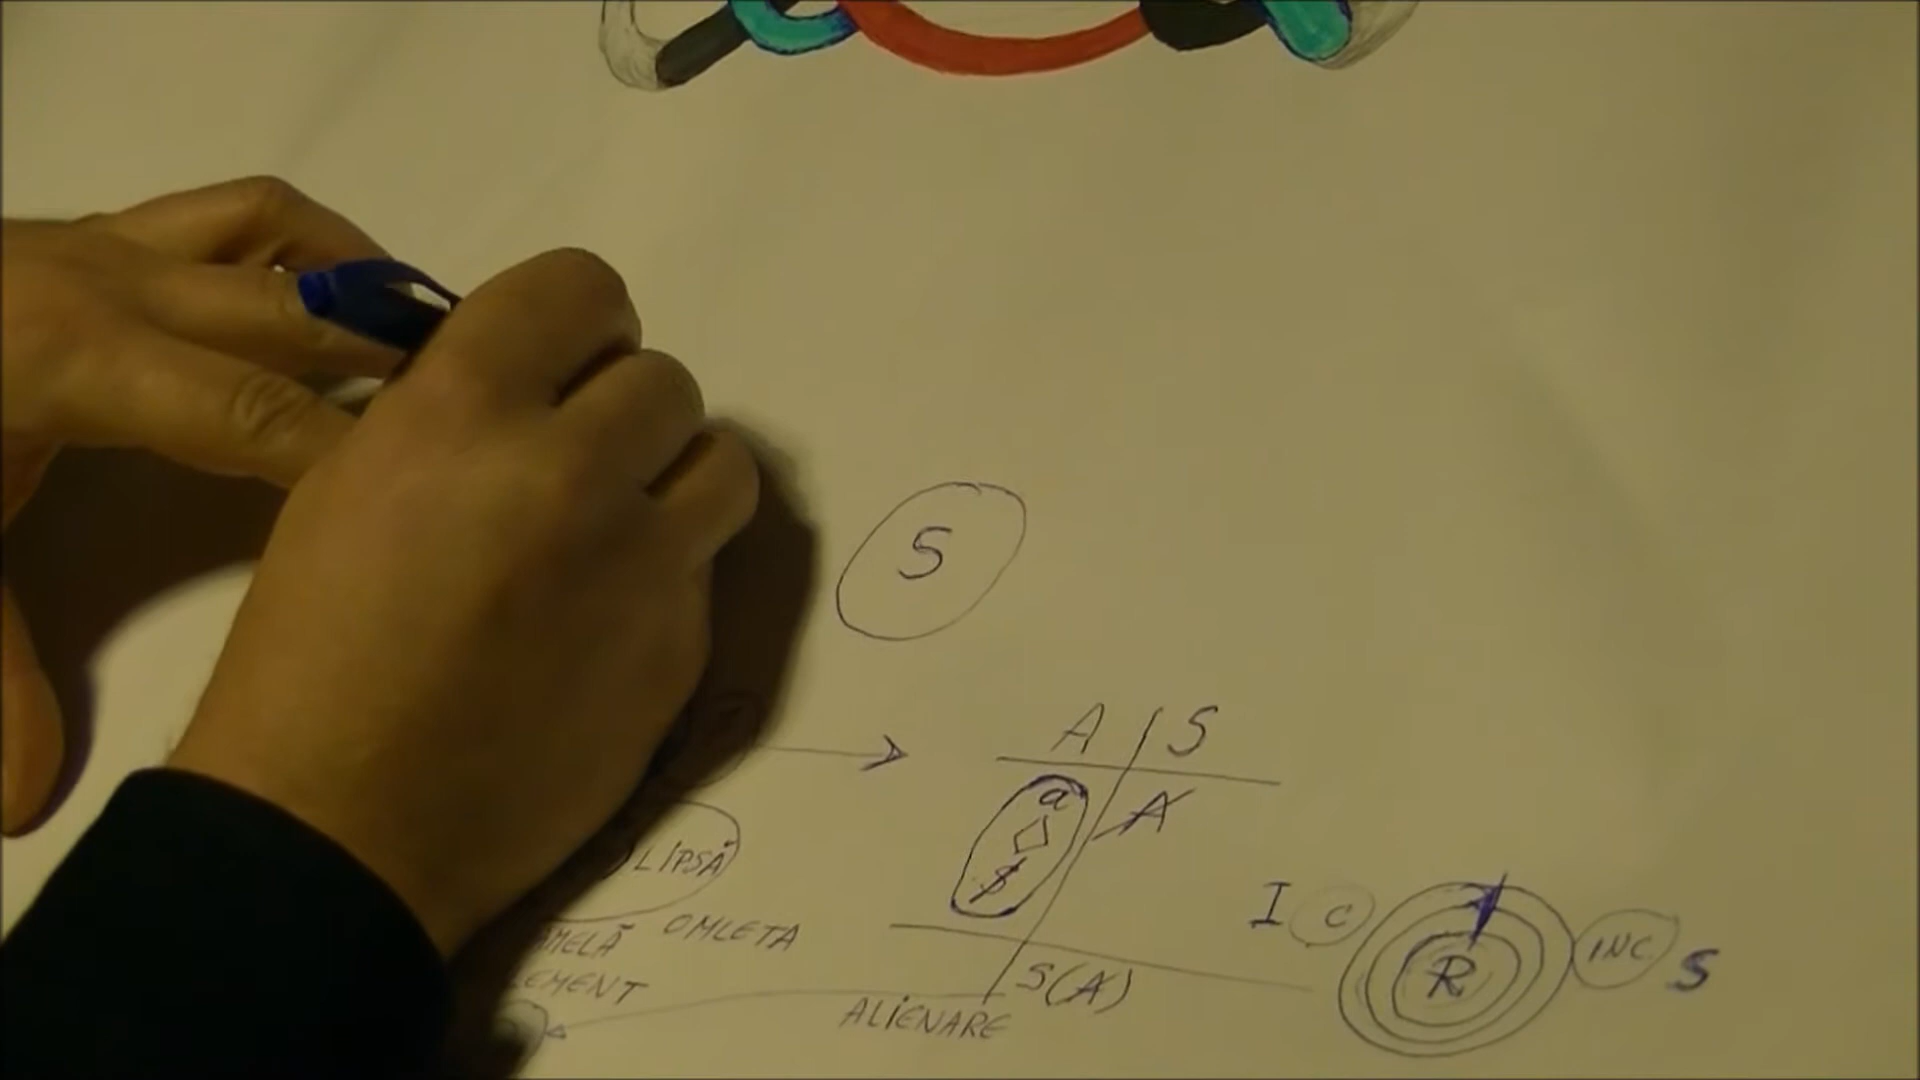 S
A | S
a
◇
$ A̸
LIPSĂ
I C R INC. S
OMLETA
S(A̸)
ALIENARE